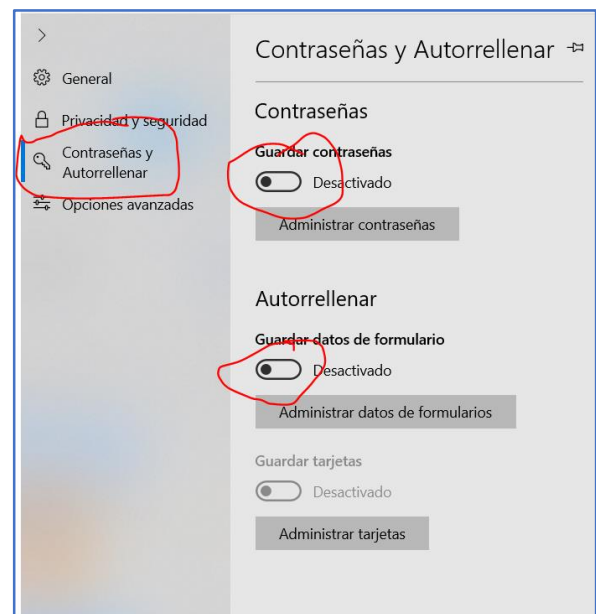 General
Privacidad y seguridad
Contraseñas y
Autorrellenar
Opciones avanzadas
Contraseñas y Autorrellenar
Contraseñas
Guardar contraseñas
Desactivado
Administrar contraseñas
Autorrellenar
Guardar datos de formulario
Desactivado
Administrar datos de formularios
Guardar tarjetas
Desactivado
Administrar tarjetas